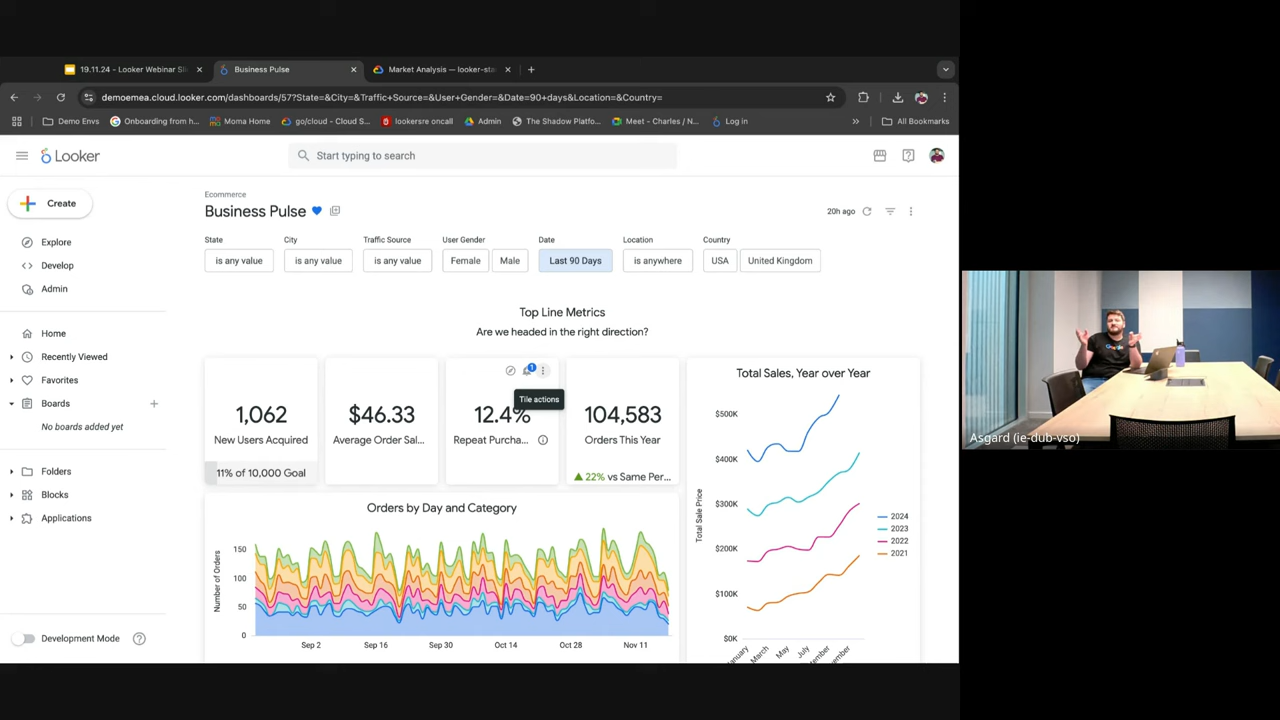 19.11.24 - Looker Webinar Sli
Business Pulse
Market Analysis — looker-sta
demoemea.cloud.looker.com/dashboards/57?State=&City=&Traffic+Source=&User+Gender=&Date=90+days&Location=&Country=
Demo Envs
Onboarding from h...
Moma Home
go/cloud - Cloud S...
lookersre oncall
Admin
The Shadow Platfo...
Meet - Charles / N...
Log in
All Bookmarks
Looker
Start typing to search
Create
Explore
Develop
Admin
Home
Recently Viewed
Favorites
Boards
No boards added yet
Folders
Blocks
Applications
Development Mode
Ecommerce
Business Pulse
20h ago
State
City
Traffic Source
User Gender
Date
Location
Country
is any value
is any value
is any value
Female
Male
Last 90 Days
is anywhere
USA
United Kingdom
Top Line Metrics
Are we headed in the right direction?
1,062
New Users Acquired
11% of 10,000 Goal
$46.33
Average Order Sal...
1
Tile actions
12.4%
Repeat Purcha...
104,583
Orders This Year
22% vs Same Per...
Total Sales, Year over Year
$500K
$400K
$300K
$200K
$100K
$0K
Total Sale Price
2024
2023
2022
2021
January
March
May
July
tember
vember
Orders by Day and Category
Number of Orders
150
100
50
0
Sep 2
Sep 16
Sep 30
Oct 14
Oct 28
Nov 11
Google
Asgard (ie-dub-vso)